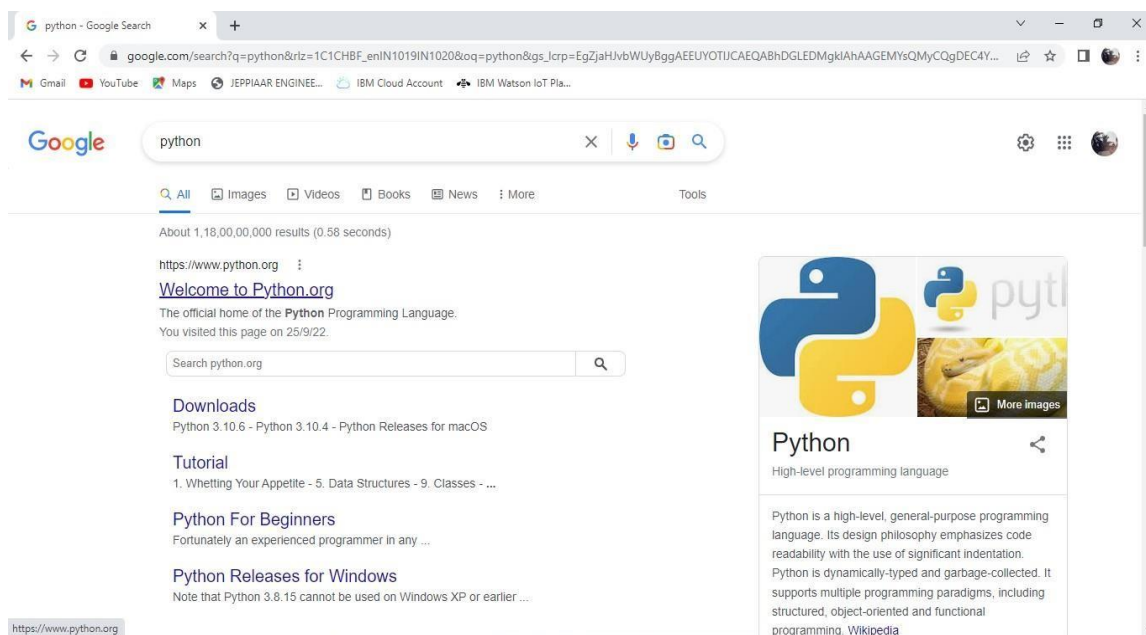 python - Google Search
google.com/search?q=python&rlz=1C1CHBF_enIN1019IN1020&oq=python&gs_lcrp=EgZjaHJvbWUyBggAEEUYOTIJCAEQABhDGLEDMgkIAhAAGEMYsQMyCQgDEC4Y...
Gmail YouTube Maps JEPPIAAR ENGINEE... IBM Cloud Account IBM Watson IoT Pla...
Google
python
All Images Videos Books News More Tools
About 1,18,00,00,000 results (0.58 seconds)
https://www.python.org
Welcome to Python.org
The official home of the Python Programming Language.
You visited this page on 25/9/22.
Search python.org
Downloads
Python 3.10.6 - Python 3.10.4 - Python Releases for macOS
Tutorial
1. Whetting Your Appetite - 5. Data Structures - 9. Classes - ...
Python For Beginners
Fortunately an experienced programmer in any ...
Python Releases for Windows
Note that Python 3.8.15 cannot be used on Windows XP or earlier ...
pyth
More images
Python
High-level programming language
Python is a high-level, general-purpose programming
language. Its design philosophy emphasizes code
readability with the use of significant indentation.
Python is dynamically-typed and garbage-collected. It
supports multiple programming paradigms, including
structured, object-oriented and functional
programming. Wikipedia
https://www.python.org